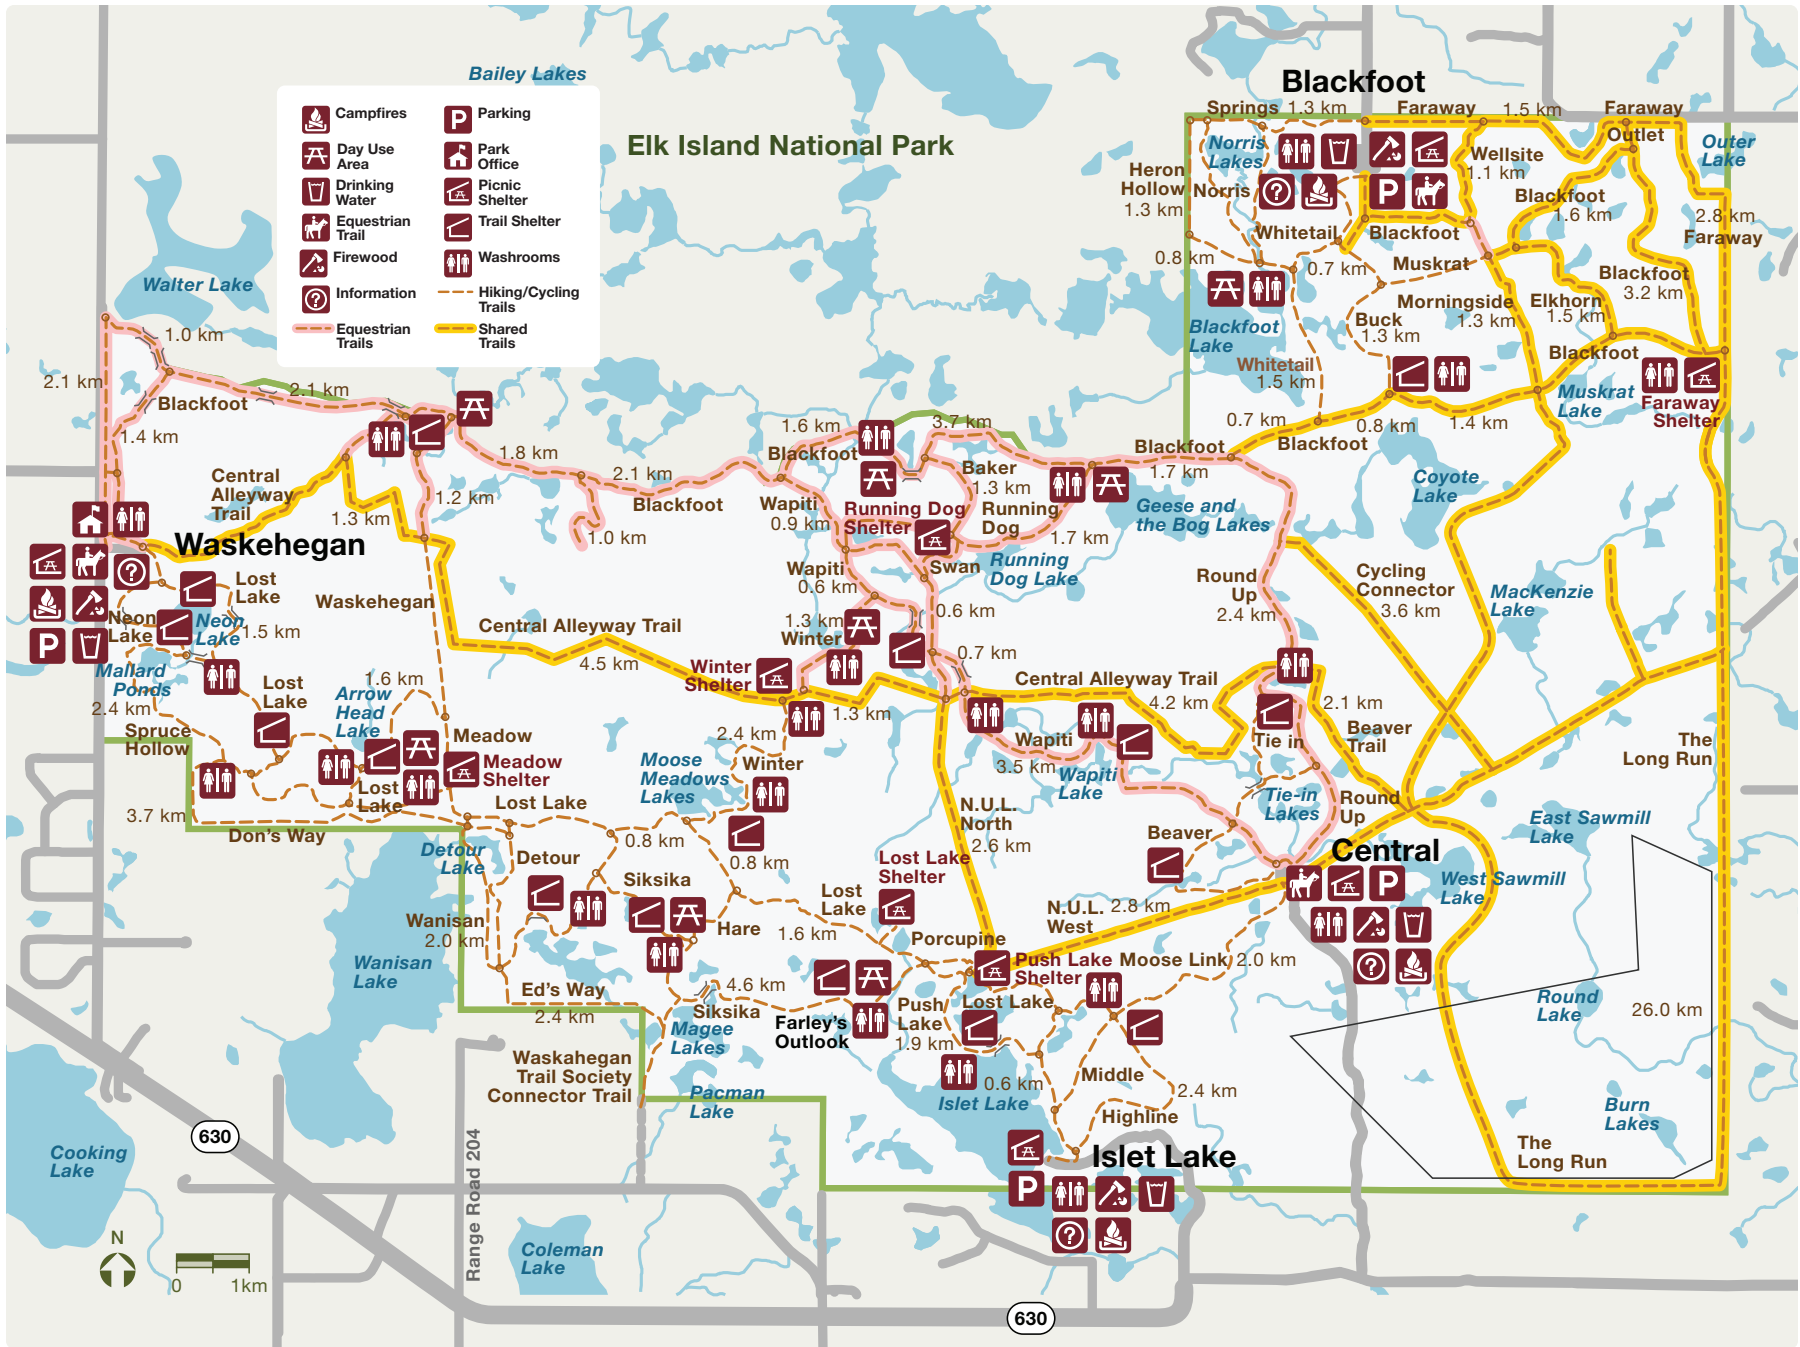 Bailey Lakes
Elk Island National Park
Campfires
Day Use
Area
Drinking
Water
Equestrian
Trail
Firewood
Information
Equestrian
Trails
Parking
Park
Office
Picnic
Shelter
Trail Shelter
Washrooms
Hiking/Cycling
Trails
Shared
Trails
Blackfoot
Springs 1.3 km
Faraway
1.5 km
Faraway
Outlet
Outer
Lake
Norris
Lakes
Heron
Hollow
1.3 km
Norris
Wellsite
1.1 km
Blackfoot
1.6 km
2.8 km
Faraway
Whitetail
Blackfoot
0.8 km
0.7 km
Muskrat
Blackfoot
3.2 km
Morningside
1.3 km
Elkhorn
1.5 km
Buck
1.3 km
Blackfoot
Lake
Blackfoot
Whitetail
1.5 km
Muskrat
Lake
Faraway
Shelter
0.7 km
Blackfoot
0.8 km
1.4 km
Walter Lake
1.0 km
2.1 km
2.1 km
Blackfoot
1.4 km
Central
Alleyway
Trail
1.3 km
1.2 km
1.8 km
2.1 km
Blackfoot
1.0 km
1.6 km
Blackfoot
3.7 km
Wapiti
0.9 km
Baker
1.3 km
Running Dog
Shelter
Running
Dog
1.7 km
Blackfoot
1.7 km
Geese and
the Bog Lakes
Coyote
Lake
Waskehegan
Lost
Lake
Neon
Lake
Neon
Lake
1.5 km
Waskehegan
Mallard
Ponds
2.4 km
Spruce
Hollow
Lost
Lake
1.6 km
Arrow
Head
Lake
Meadow
Meadow
Shelter
Lost
Lake
3.7 km
Don's Way
Lost Lake
Central Alleyway Trail
4.5 km
Wapiti
0.6 km
Swan
Running
Dog Lake
0.6 km
1.3 km
Winter
Winter
Shelter
0.7 km
1.3 km
2.4 km
Winter
Moose
Meadows
Lakes
Central Alleyway Trail
4.2 km
Wapiti
3.5 km
Wapiti
Lake
Round
Up
2.4 km
Cycling
Connector
3.6 km
MacKenzie
Lake
2.1 km
Beaver
Trail
Tie in
Tie-in
Lakes
Round
Up
The
Long Run
East Sawmill
Lake
N.U.L.
North
2.6 km
Beaver
Central
West Sawmill
Lake
Detour
Lake
Detour
0.8 km
0.8 km
Siksika
Hare
Wanisan
2.0 km
Wanisan
Lake
Lost
Lake
1.6 km
Lost Lake
Shelter
Porcupine
N.U.L.
West
2.8 km
Push Lake
Shelter
Moose Link
2.0 km
Ed's Way
2.4 km
4.6 km
Siksika
Magee
Lakes
Farley's
Outlook
Push
Lake
1.9 km
Lost Lake
Round
Lake
26.0 km
Waskahegan
Trail Society
Connector Trail
Pacman
Lake
0.6 km
Islet Lake
Middle
2.4 km
Highline
Burn
Lakes
The
Long Run
Islet Lake
Cooking
Lake
630
Range Road 204
Coleman
Lake
N
0
1km
630